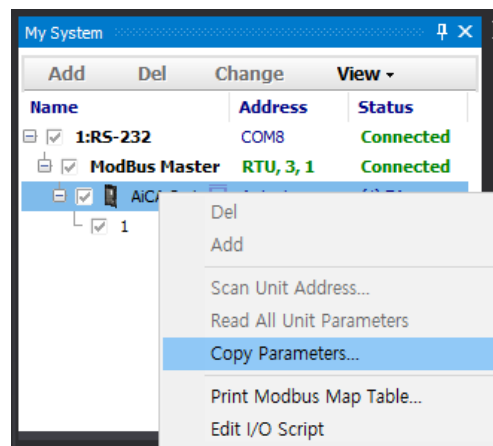 My System
Add Del Change View
Name Address Status
1:RS-232 COM8 Connected
ModBus Master RTU, 3, 1 Connected
1
Del
Add
Scan Unit Address...
Read All Unit Parameters
Copy Parameters...
Print Modbus Map Table...
Edit I/O Script